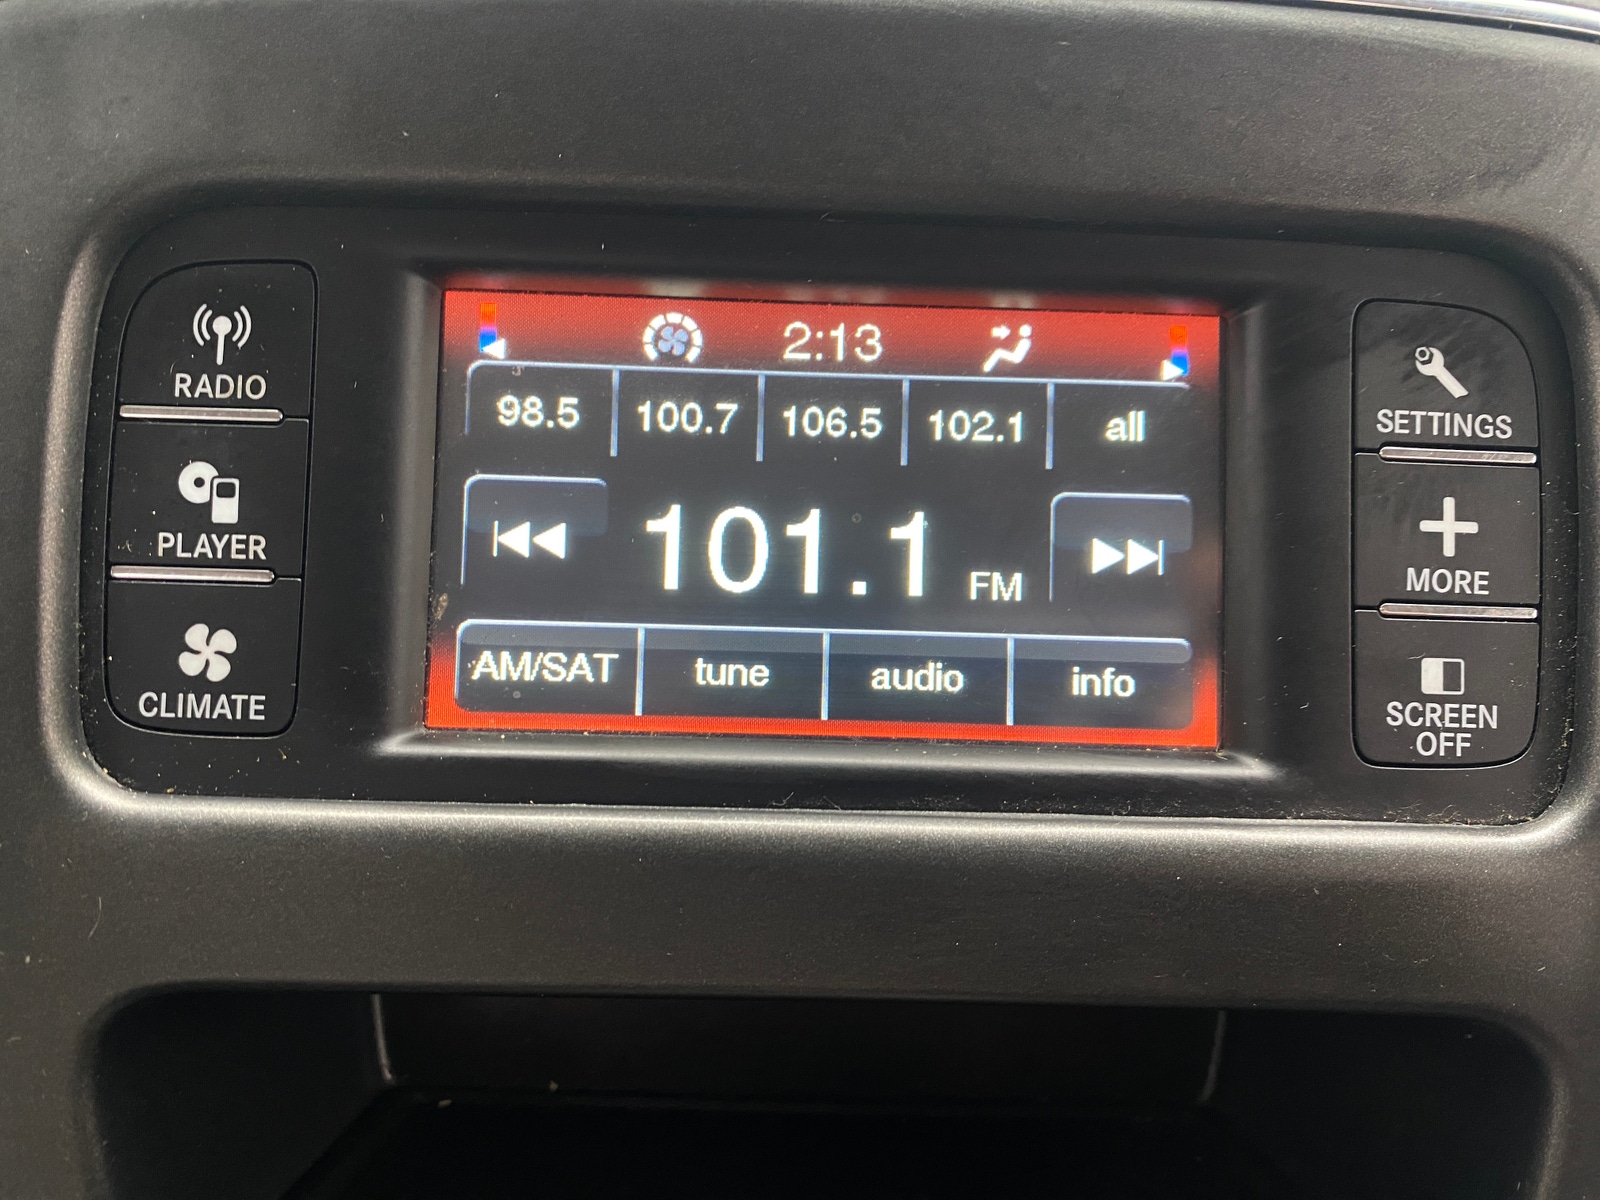 RADIO
PLAYER
CLIMATE
2:13
98.5 100.7 106.5 102.1 all
101.1 FM
AM/SAT tune audio info
SETTINGS
MORE
SCREEN
OFF